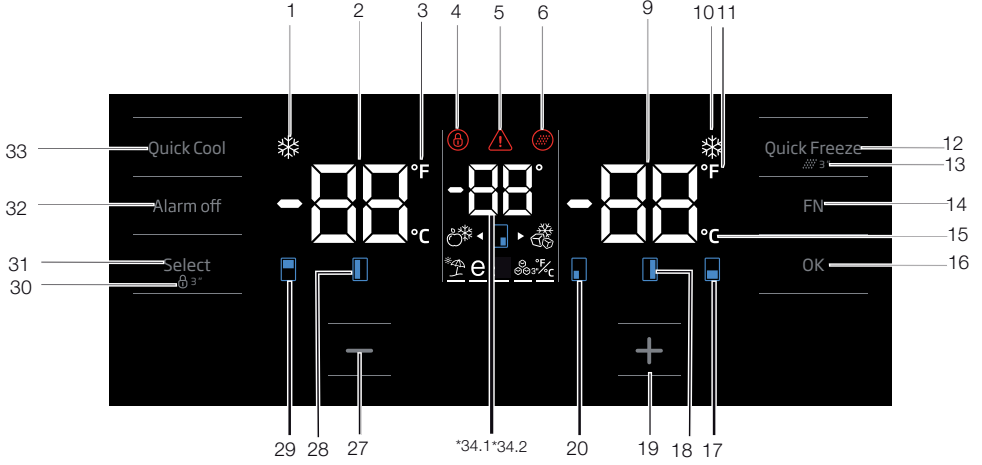 1 2 3 4 5 6 9 10 11
33 Quick Cool Quick Freeze 12
3" 13
°F ° °F
-88 -88 -88
32 Alarm off FN 14
°C °C 15
31 Select OK 16
30 3"
e 3" °F/°C
− +
29 28 27 *34.1*34.2 20 19 18 17